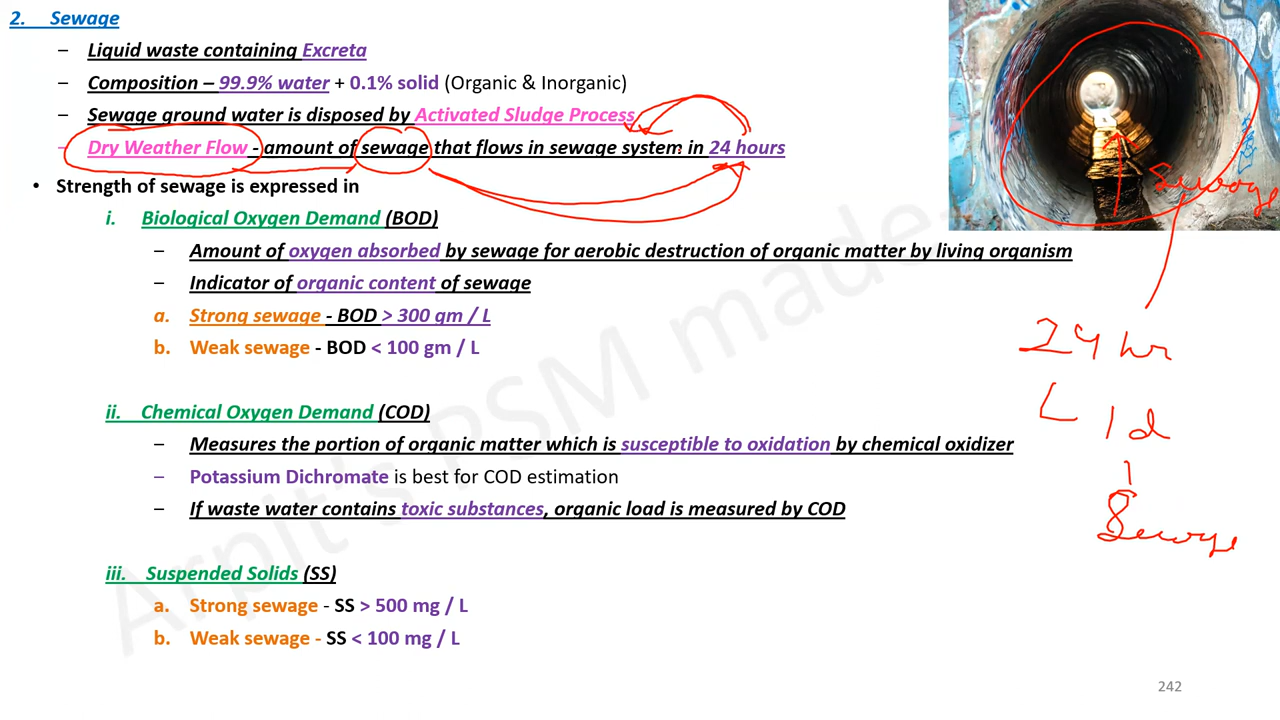 2. Sewage
– Liquid waste containing Excreta
– Composition – 99.9% water + 0.1% solid (Organic & Inorganic)
– Sewage ground water is disposed by Activated Sludge Process
– Dry Weather Flow - amount of sewage that flows in sewage system in 24 hours
Sewage
• Strength of sewage is expressed in
i. Biological Oxygen Demand (BOD)
– Amount of oxygen absorbed by sewage for aerobic destruction of organic matter by living organism
– Indicator of organic content of sewage
a. Strong sewage - BOD > 300 gm / L
24 hr
b. Weak sewage - BOD < 100 gm / L
ii. Chemical Oxygen Demand (COD)
1 d
– Measures the portion of organic matter which is susceptible to oxidation by chemical oxidizer
– Potassium Dichromate is best for COD estimation
– If waste water contains toxic substances, organic load is measured by COD
Sewage
iii. Suspended Solids (SS)
a. Strong sewage - SS > 500 mg / L
b. Weak sewage - SS < 100 mg / L
Arpit's PSM made-
242